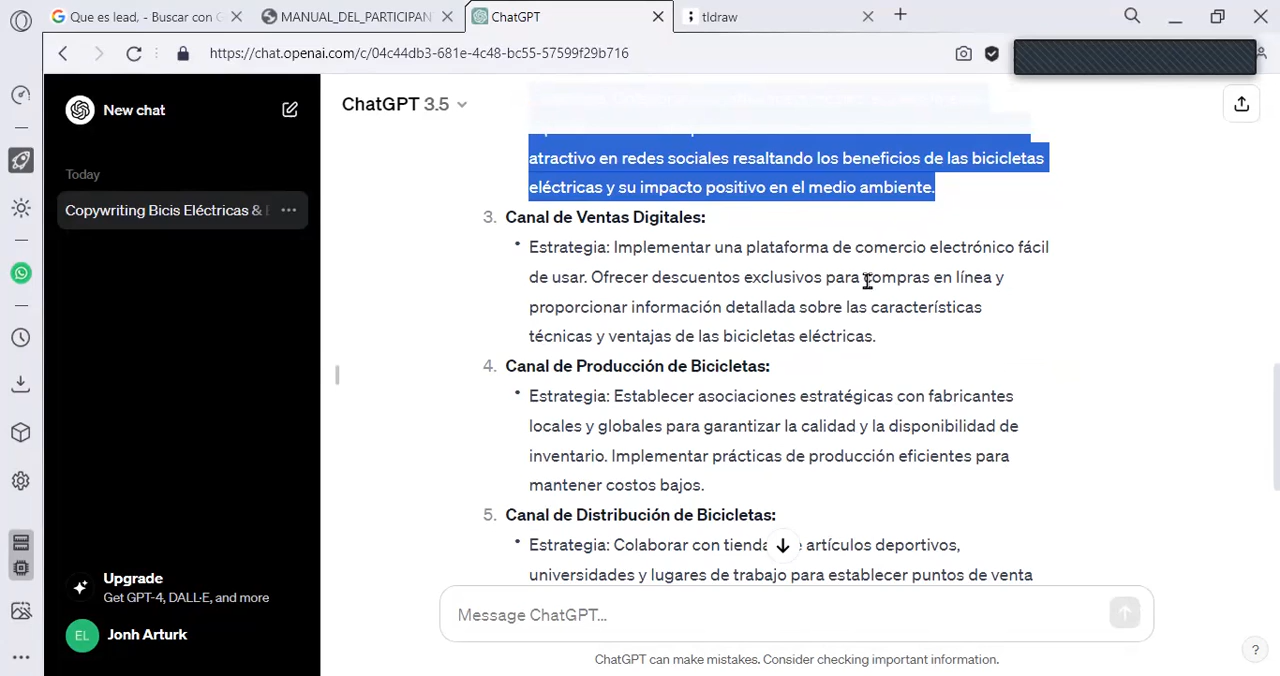 Que es lead, - Buscar con G
MANUAL_DEL_PARTICIPAN
ChatGPT
tldraw
https://chat.openai.com/c/04c44db3-681e-4c48-bc55-57599f29b716
New chat
Today
Copywriting Bicis Eléctricas &
Upgrade
Get GPT-4, DALL·E, and more
EL
Jonh Arturk
ChatGPT 3.5
atractivo en redes sociales resaltando los beneficios de las bicicletas
eléctricas y su impacto positivo en el medio ambiente.
3. Canal de Ventas Digitales:
• Estrategia: Implementar una plataforma de comercio electrónico fácil
de usar. Ofrecer descuentos exclusivos para compras en línea y
proporcionar información detallada sobre las características
técnicas y ventajas de las bicicletas eléctricas.
4. Canal de Producción de Bicicletas:
• Estrategia: Establecer asociaciones estratégicas con fabricantes
locales y globales para garantizar la calidad y la disponibilidad de
inventario. Implementar prácticas de producción eficientes para
mantener costos bajos.
5. Canal de Distribución de Bicicletas:
• Estrategia: Colaborar con tienda e artículos deportivos,
universidades y lugares de trabajo para establecer puntos de venta
Message ChatGPT...
ChatGPT can make mistakes. Consider checking important information.
?